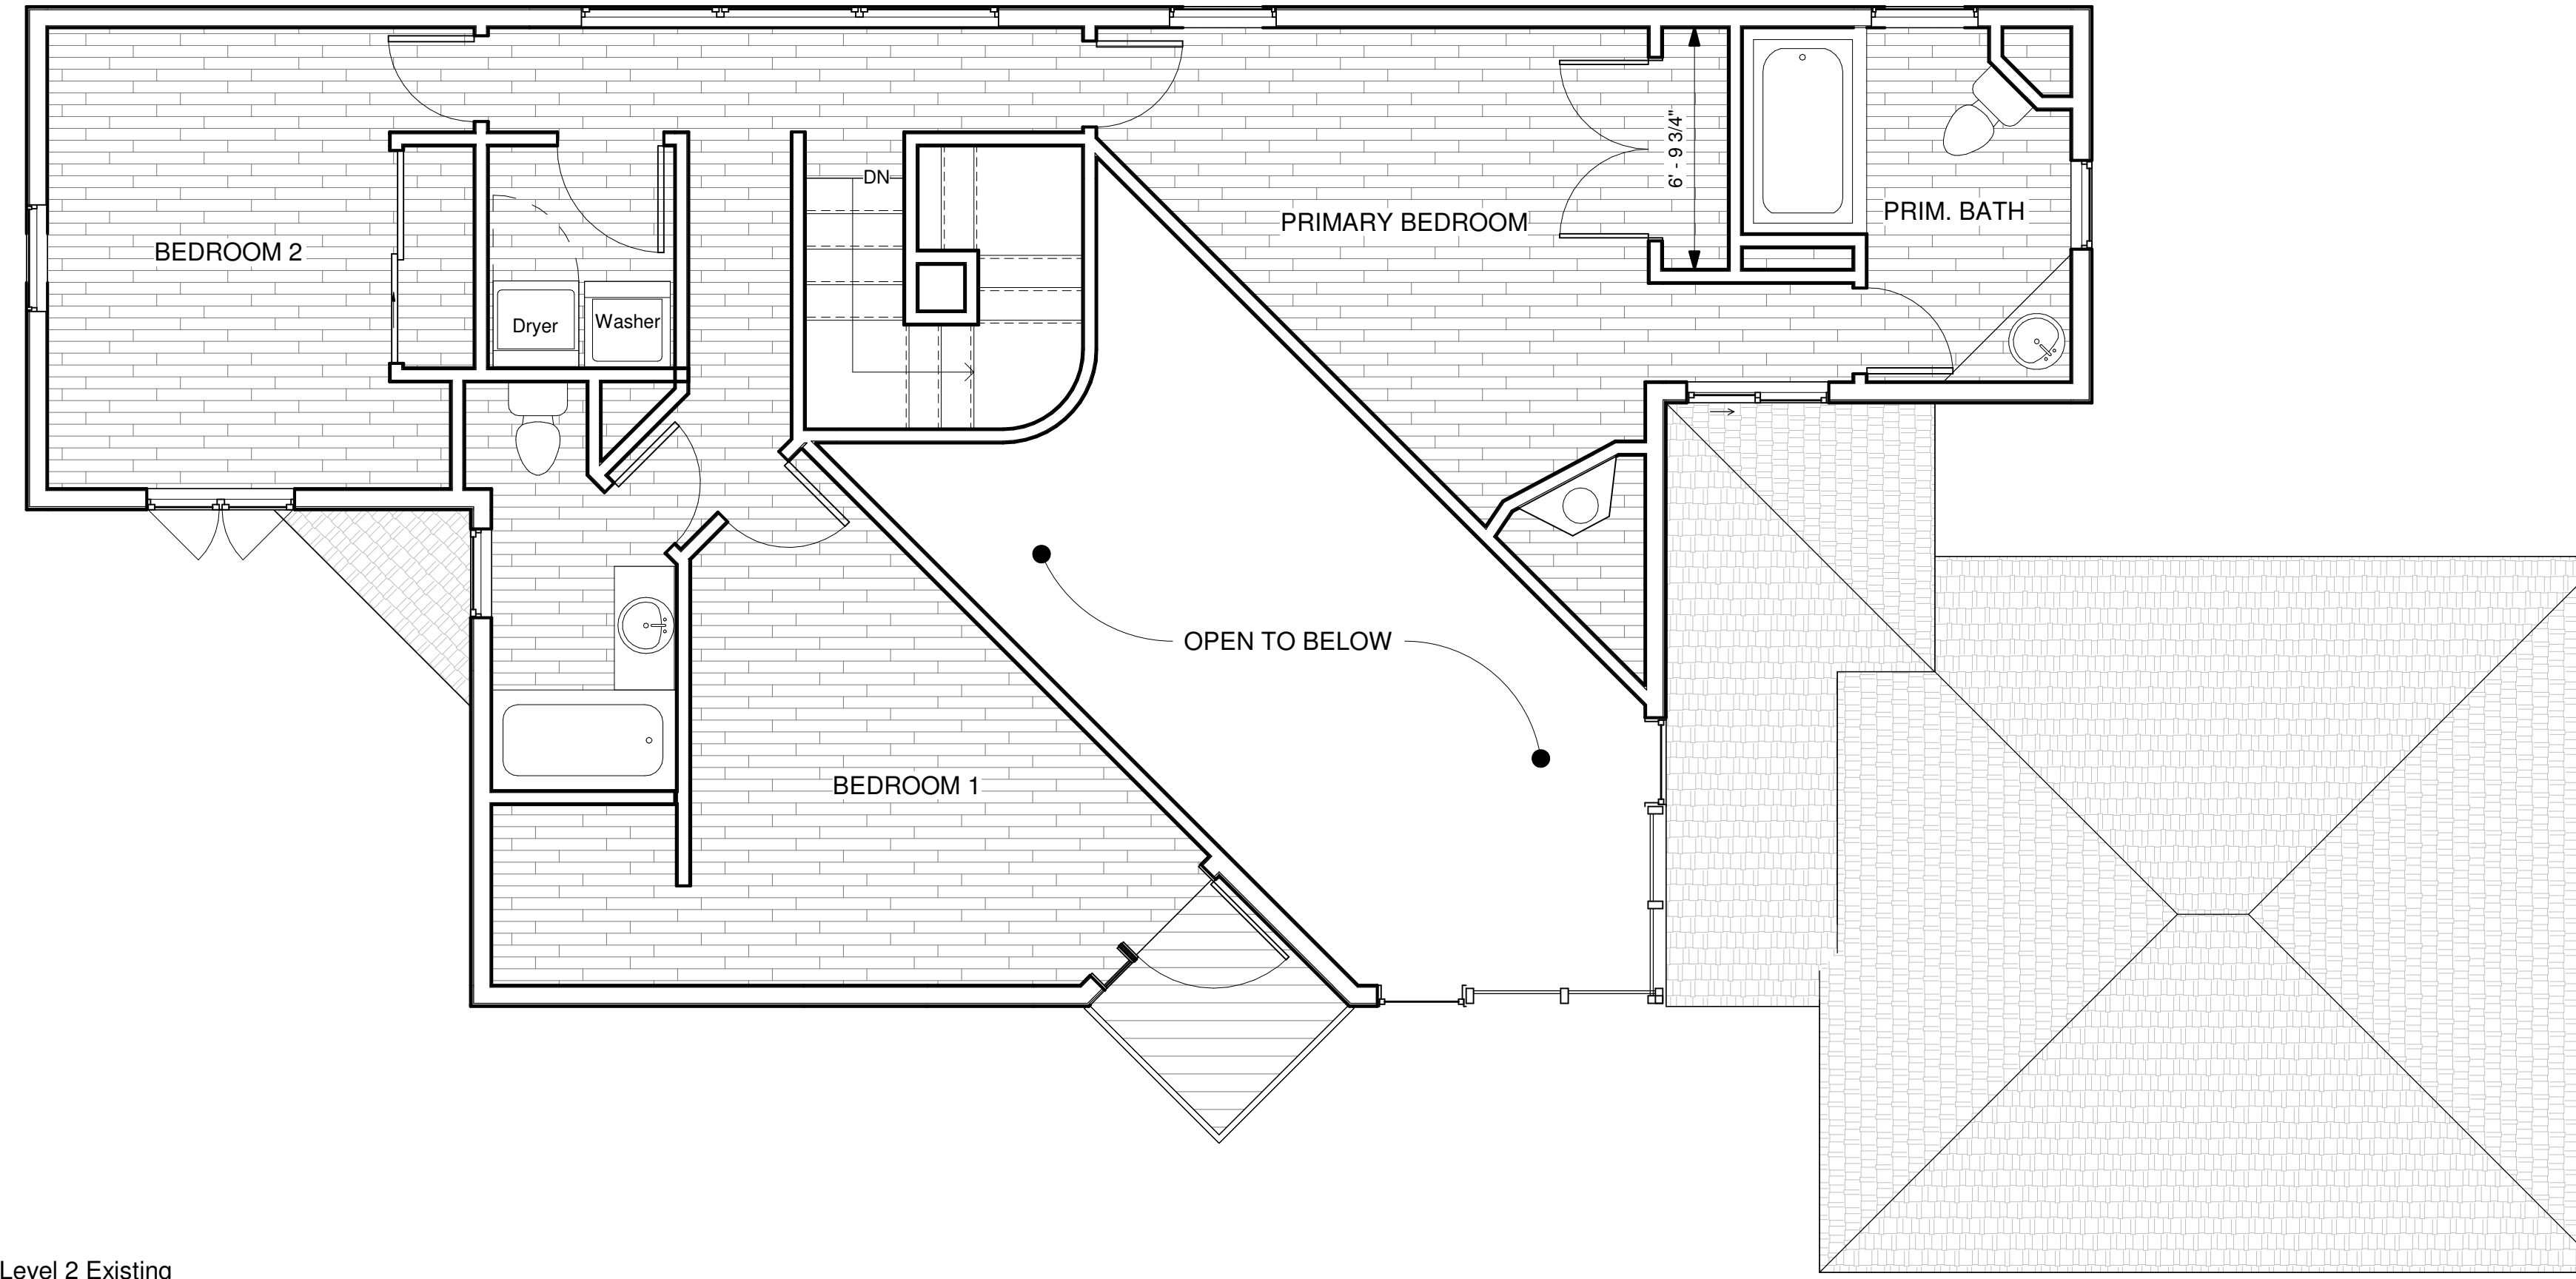 DN
6' - 9 3/4"
PRIMARY BEDROOM
PRIM. BATH
BEDROOM 2
Dryer
Washer
OPEN TO BELOW
BEDROOM 1
Level 2 Existing